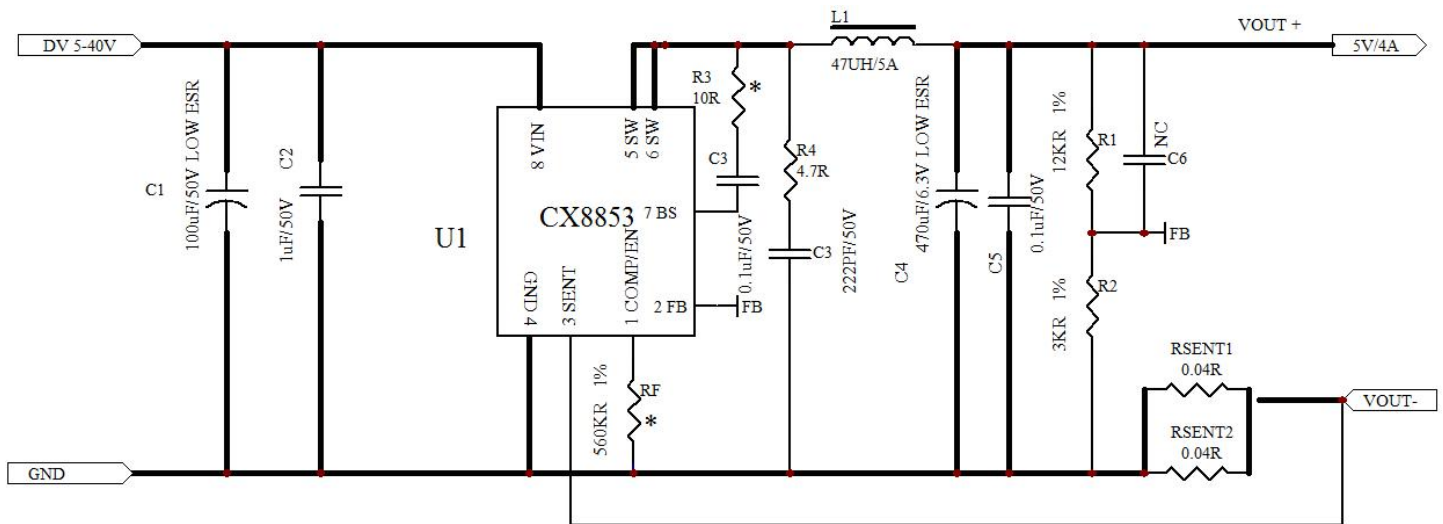 L1
VOUT +
DV 5-40V
5V/4A
47UH/5A
R3
10R
*
C1
100uF/50V LOW ESR
C2
1uF/50V
U1
CX8853
VIN 8
5 SW
6 SW
7 BS
2 FB
GND 4
3 SENT
1 COMP/EN
C3
0.1uF/50V
FB
R4
4.7R
C3
222PF/50V
C4
470uF/6.3V LOW ESR
C5
0.1uF/50V
12KR 1%
R1
NC
C6
FB
3KR 1%
R2
RF
560KR 1%
*
RSENT1
0.04R
RSENT2
0.04R
VOUT-
GND